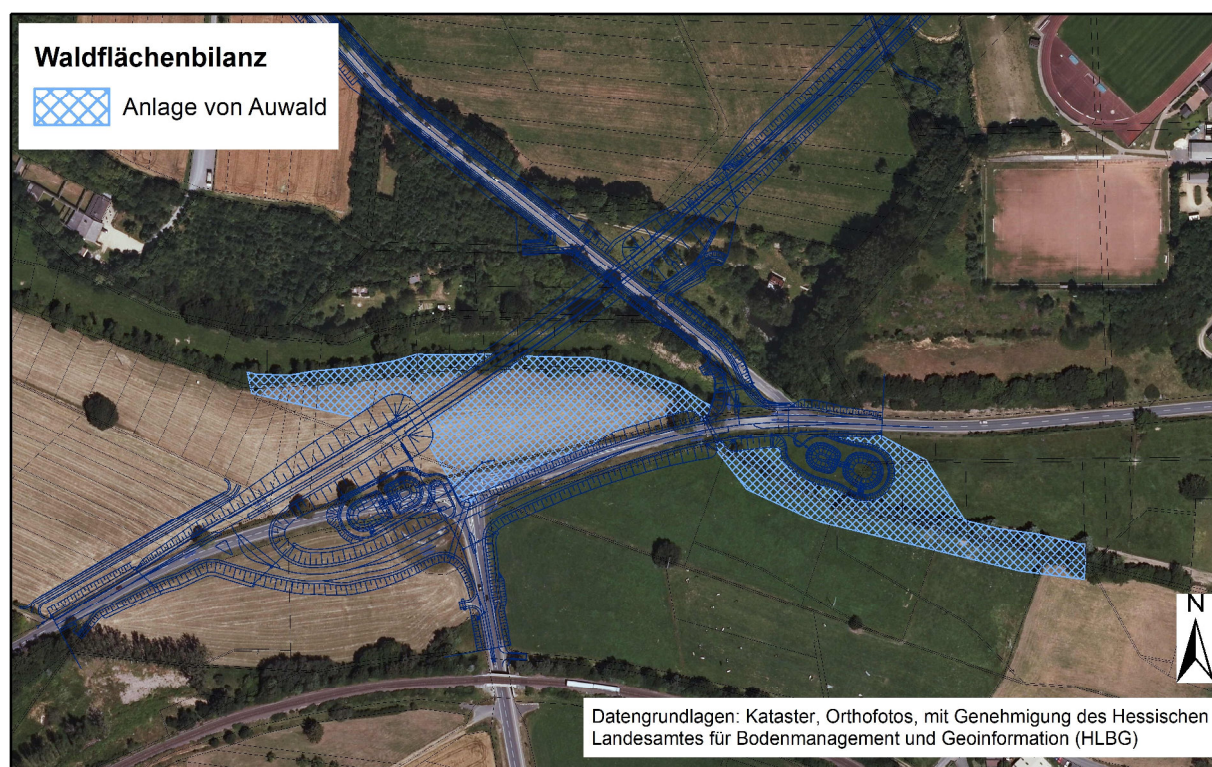 Waldflächenbilanz
Anlage von Auwald
N
Datengrundlagen: Kataster, Orthofotos, mit Genehmigung des Hessischen
Landesamtes für Bodenmanagement und Geoinformation (HLBG)